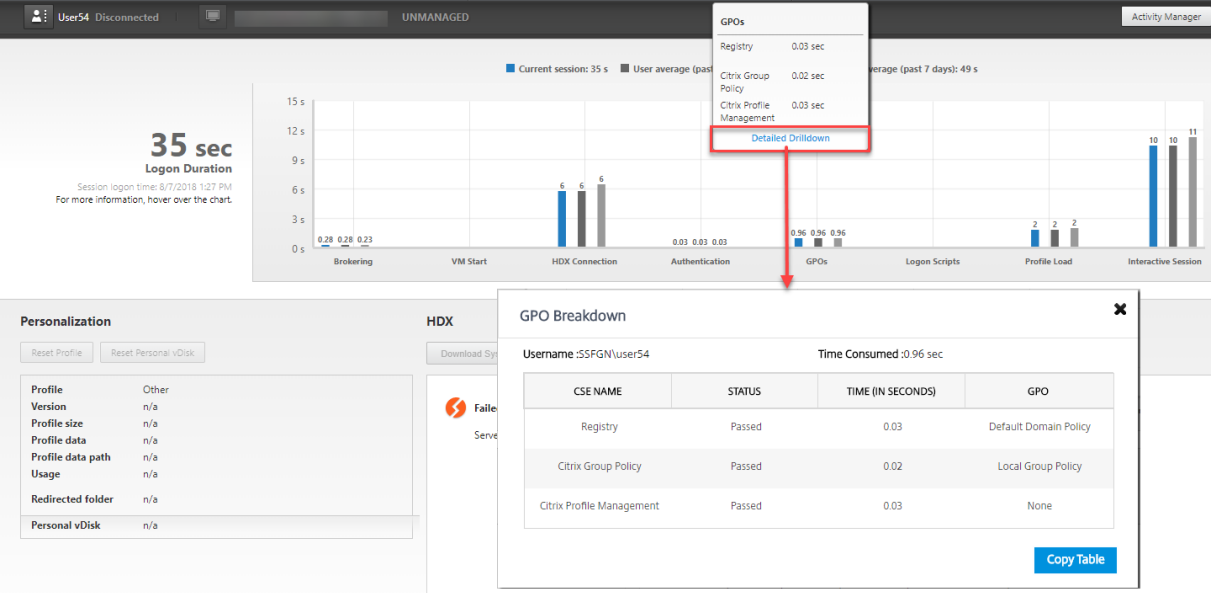 User54 Disconnected
UNMANAGED
Activity Manager
GPOs
Registry 0.03 sec
Citrix Group 0.02 sec
Policy
Citrix Profile 0.03 sec
Management
Detailed Drilldown
Current session: 35 s User average (past verage (past 7 days): 49 s
15 s
12 s
9 s
6 s
3 s
0 s
35 sec
Logon Duration
Session logon time: 8/7/2018 1:27 PM
For more information, hover over the chart.
0.28 0.28 0.23
6 6 6
0.03 0.03 0.03
0.96 0.96 0.96
2 2 2
10 10 11
Brokering VM Start HDX Connection Authentication GPOs Logon Scripts Profile Load Interactive Session
Personalization
Reset Profile Reset Personal vDisk
Profile Other
Version n/a
Profile size n/a
Profile data n/a
Profile data path n/a
Usage n/a
Redirected folder n/a
Personal vDisk n/a
HDX
Download Sy
Faile
Serve
GPO Breakdown
Username :SSFGN\user54 Time Consumed :0.96 sec
CSE NAME STATUS TIME (IN SECONDS) GPO
Registry Passed 0.03 Default Domain Policy
Citrix Group Policy Passed 0.02 Local Group Policy
Citrix Profile Management Passed 0.03 None
Copy Table